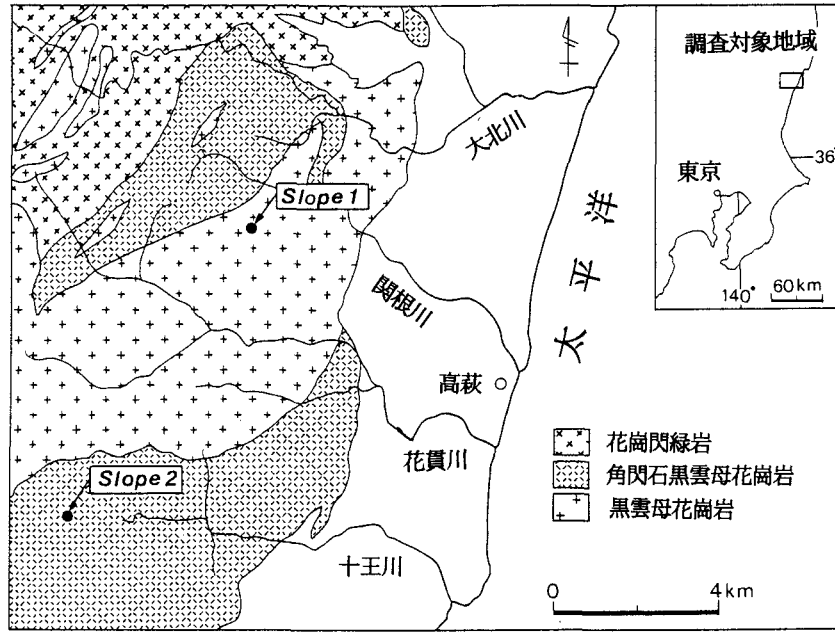 調査対象地域
36°
東京
140°
60km
大北川
Slope 1
太平洋
関根川
高萩
花貫川
Slope 2
十王川
花崗閃緑岩
角閃石黒雲母花崗岩
黒雲母花崗岩
0
4km